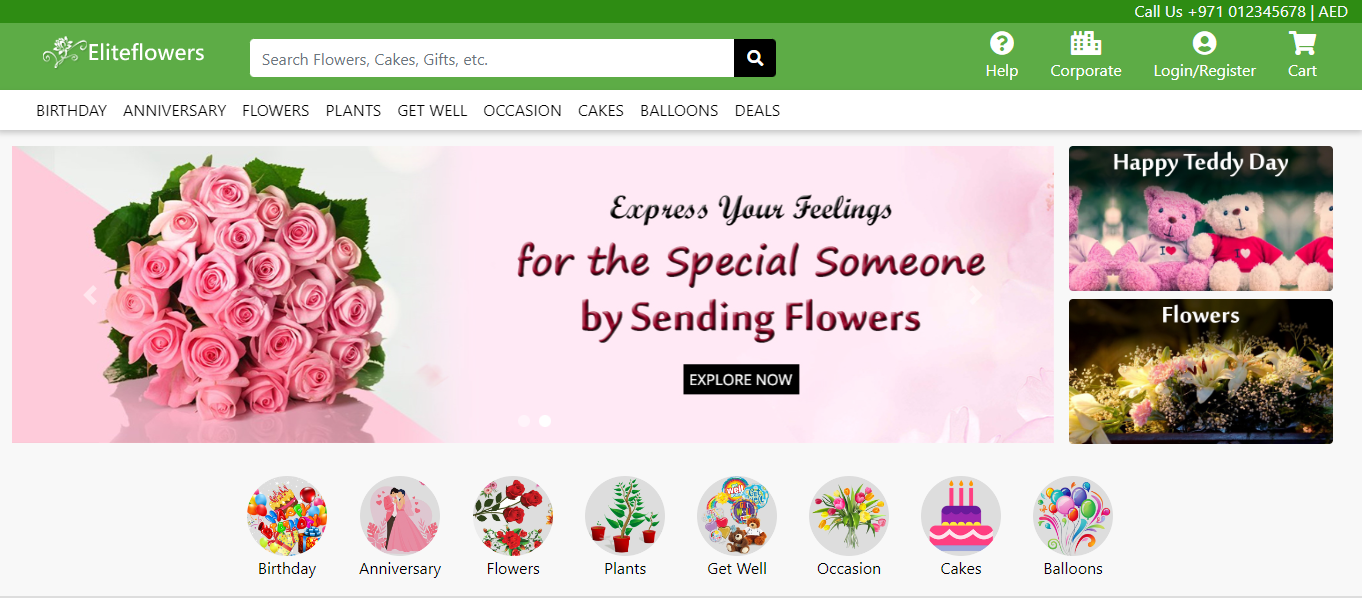 Call Us +971 012345678 | AED
Eliteflowers
Search Flowers, Cakes, Gifts, etc.
Help
Corporate
Login/Register
Cart
BIRTHDAY ANNIVERSARY FLOWERS PLANTS GET WELL OCCASION CAKES BALLOONS DEALS
Express Your Feelings
for the Special Someone
by Sending Flowers
EXPLORE NOW
Happy Teddy Day
I ♥
I ♥
Flowers
Birthday
Anniversary
Flowers
Plants
Get Well
Occasion
Cakes
Balloons